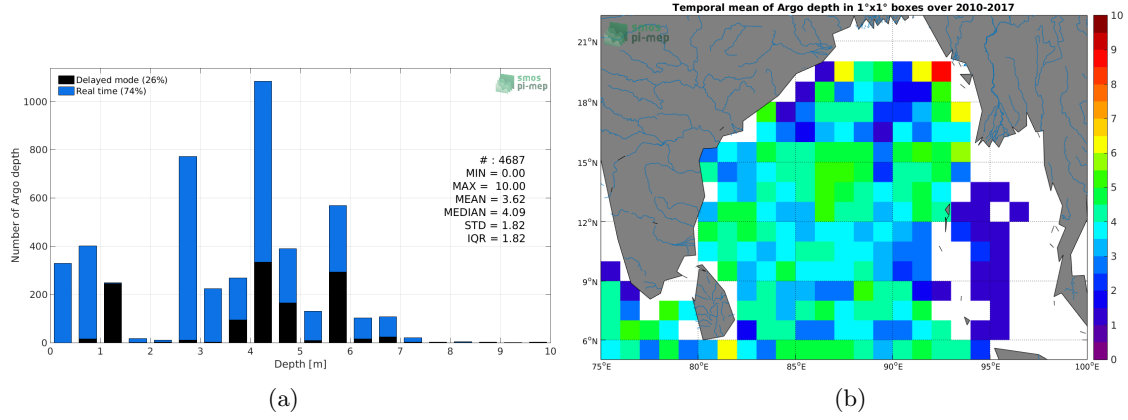 Delayed mode (26%)
Real time (74%)
smos
pi-mep
# : 4687
MIN = 0.00
MAX = 10.00
MEAN = 3.62
MEDIAN = 4.09
STD = 1.82
IQR = 1.82
Number of Argo depth
1000
800
600
400
200
0
0 1 2 3 4 5 6 7 8 9 10
Depth [m]
(a)
Temporal mean of Argo depth in 1°x1° boxes over 2010-2017
smos
pi-mep
21°N
18°N
15°N
12°N
9°N
6°N
75°E 80°E 85°E 90°E 95°E 100°E
10
9
8
7
6
5
4
3
2
1
0
(b)